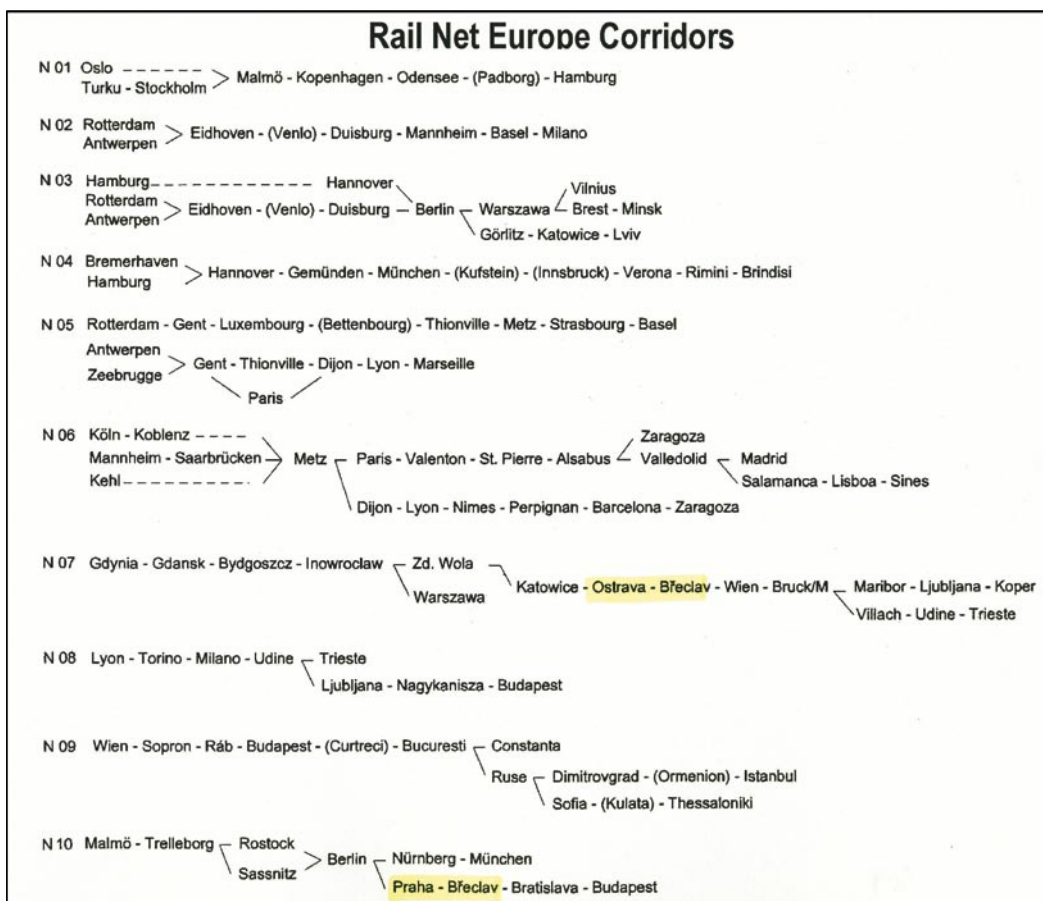 Rail Net Europe Corridors
N 01 Oslo
Turku - Stockholm
Malmö - Kopenhagen - Odensee - (Padborg) - Hamburg
N 02 Rotterdam
Antwerpen
Eidhoven - (Venlo) - Duisburg - Mannheim - Basel - Milano
N 03 Hamburg
Hannover
Rotterdam
Antwerpen
Eidhoven - (Venlo) - Duisburg - Berlin
Warszawa
Vilnius
Brest - Minsk
Görlitz - Katowice - Lviv
N 04 Bremerhaven
Hamburg
Hannover - Gemünden - München - (Kufstein) - (Innsbruck) - Verona - Rimini - Brindisi
N 05 Rotterdam - Gent - Luxembourg - (Bettenbourg) - Thionville - Metz - Strasbourg - Basel
Antwerpen
Zeebrugge
Gent - Thionville - Dijon - Lyon - Marseille
Paris
N 06 Köln - Koblenz
Mannheim - Saarbrücken
Kehl
Metz
Paris - Valenton - St. Pierre - Alsabus
Zaragoza
Valledolid
Madrid
Salamanca - Lisboa - Sines
Dijon - Lyon - Nimes - Perpignan - Barcelona - Zaragoza
N 07 Gdynia - Gdansk - Bydgoszcz - Inowroclaw
Zd. Wola
Warszawa
Katowice - Ostrava - Břeclav - Wien - Bruck/M
Maribor - Ljubljana - Koper
Villach - Udine - Trieste
N 08 Lyon - Torino - Milano - Udine
Trieste
Ljubljana - Nagykanisza - Budapest
N 09 Wien - Sopron - Ráb - Budapest - (Curtreci) - Bucuresti
Constanta
Ruse
Dimitrovgrad - (Ormenion) - Istanbul
Sofia - (Kulata) - Thessaloniki
N 10 Malmö - Trelleborg
Rostock
Sassnitz
Berlin
Nürnberg - München
Praha - Břeclav - Bratislava - Budapest